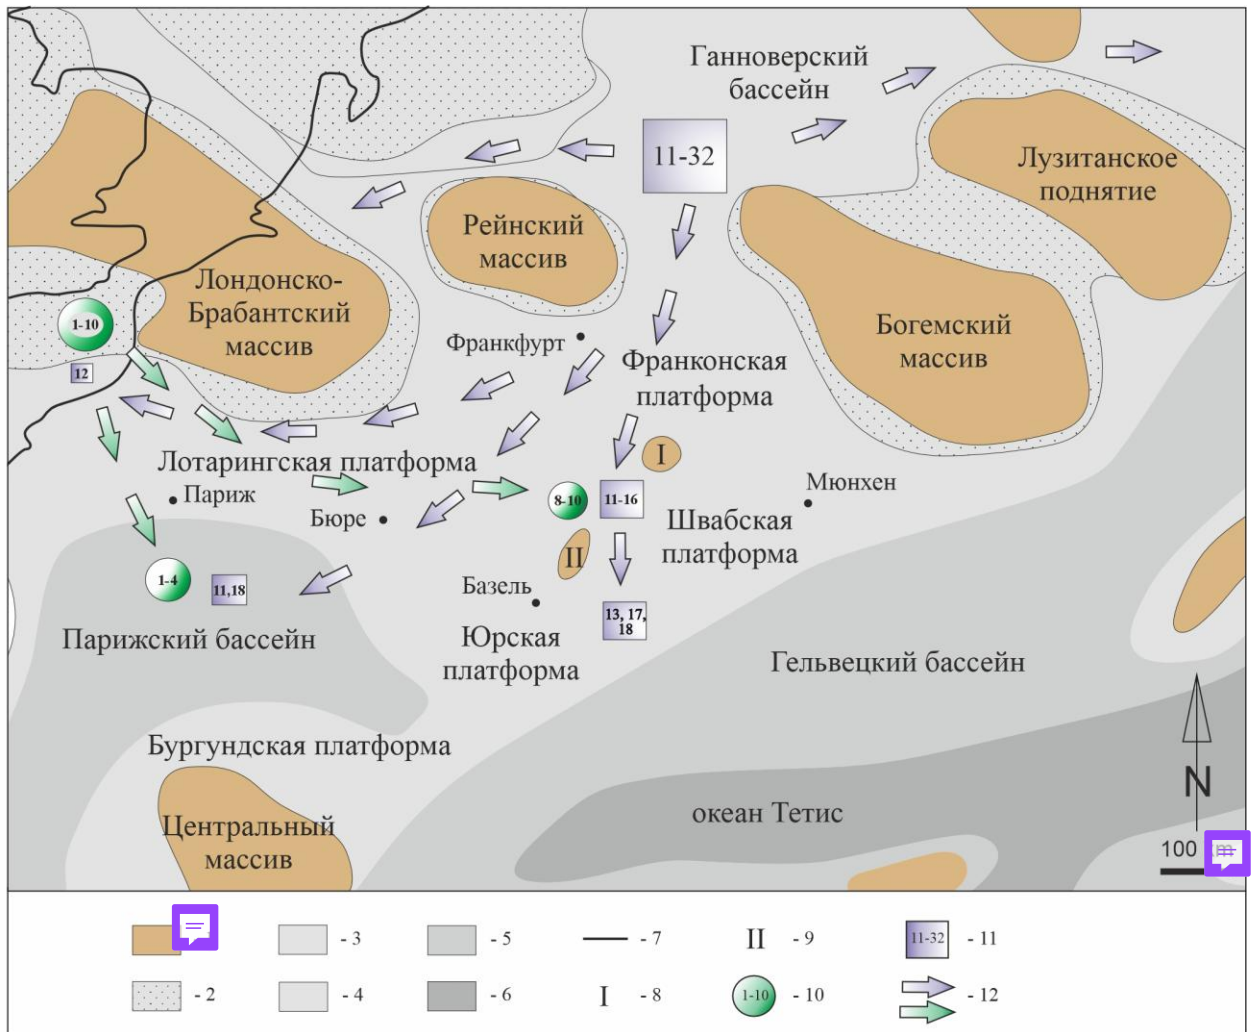 Ганноверский
бассейн
11-32
Лузитанское
поднятие
Рейнский
массив
Лондонско-
Брабантский
массив
1-10
12
Франкфурт
Франконская
платформа
Богемский
массив
Лотарингская платформа
I
Париж
Бюре
8-10
11-16
Мюнхен
Швабская
платформа
II
1-4
11,18
Базель
13, 17,
18
Парижский бассейн
Юрская
платформа
Гельвецкий бассейн
Бургундская платформа
N
океан Тетис
Центральный
массив
100
- 3
- 5
- 7
II - 9
11-32 - 11
- 2
- 4
- 6
I - 8
1-10 - 10
- 12